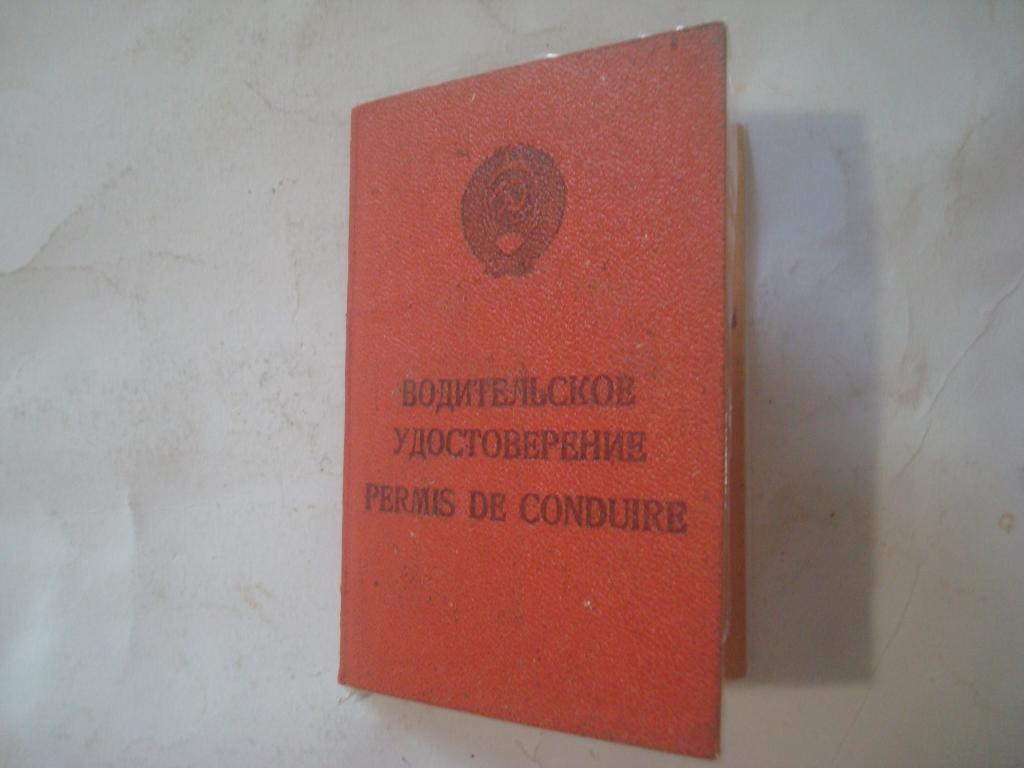 ВОДИТЕЛЬСКОЕ
УДОСТОВЕРЕНИЕ
PERMIS DE CONDUIRE